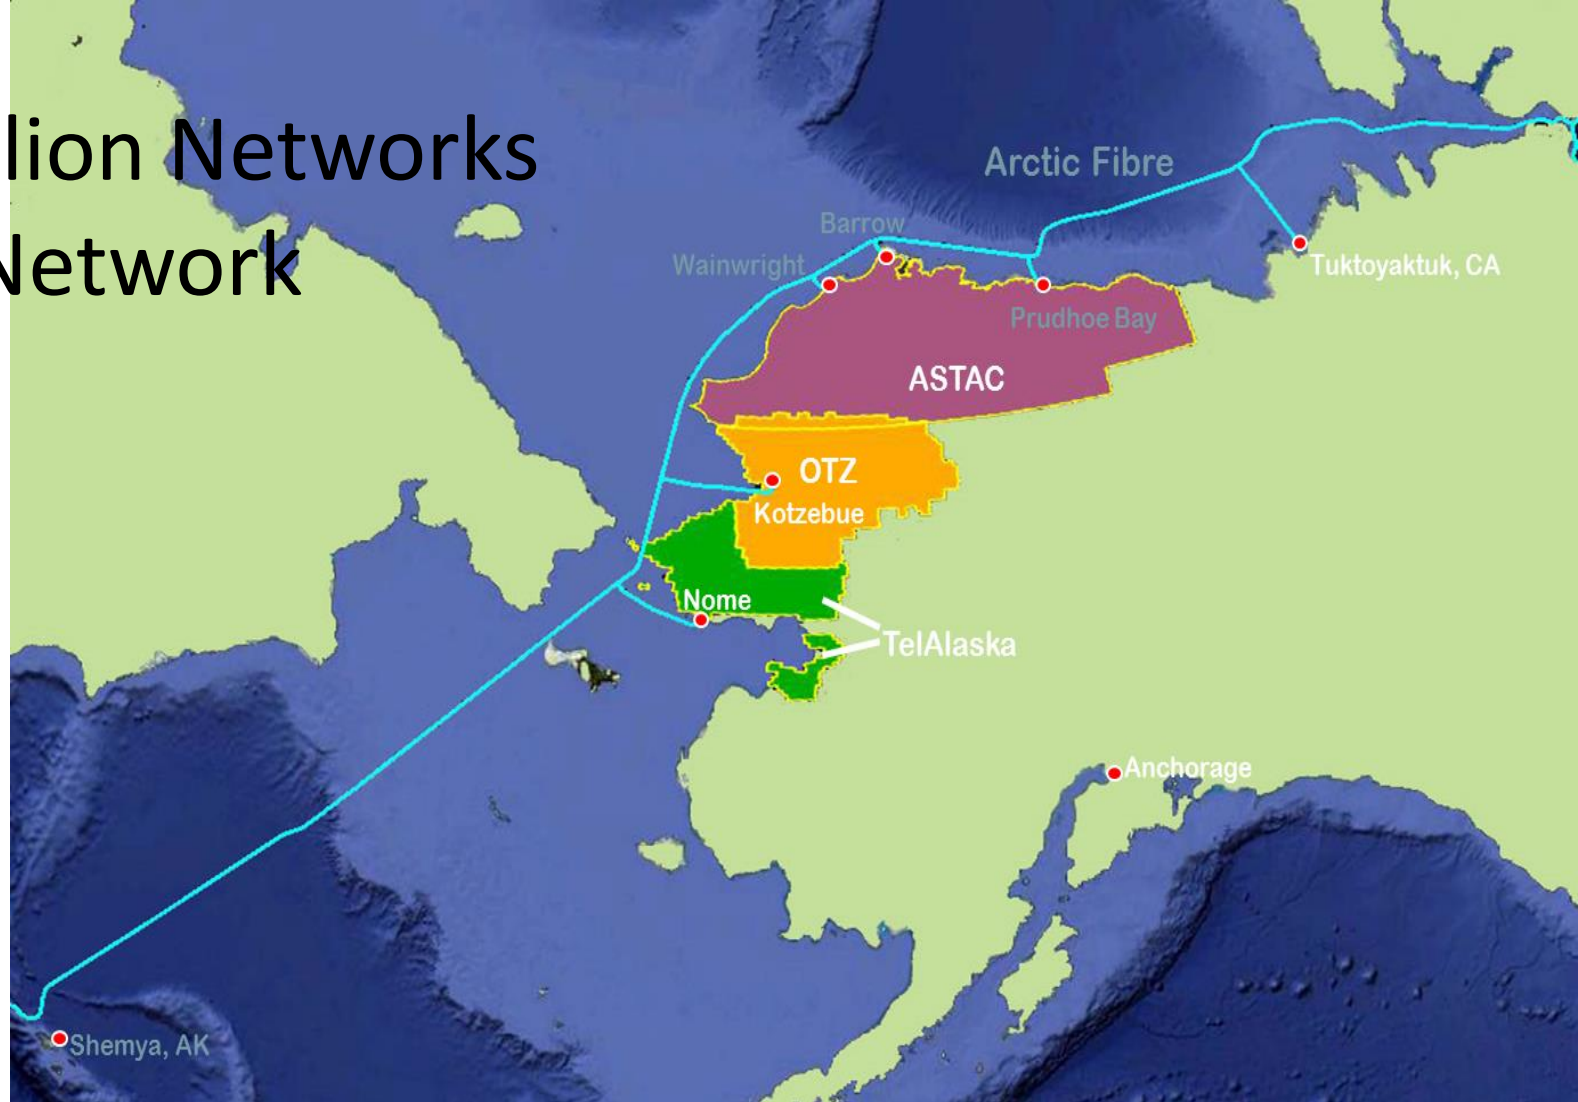 lion Networks
Network
Arctic Fibre
Barrow
Wainwright
Tuktoyaktuk, CA
Prudhoe Bay
ASTAC
OTZ
Kotzebue
Nome
TelAlaska
Anchorage
Shemya, AK